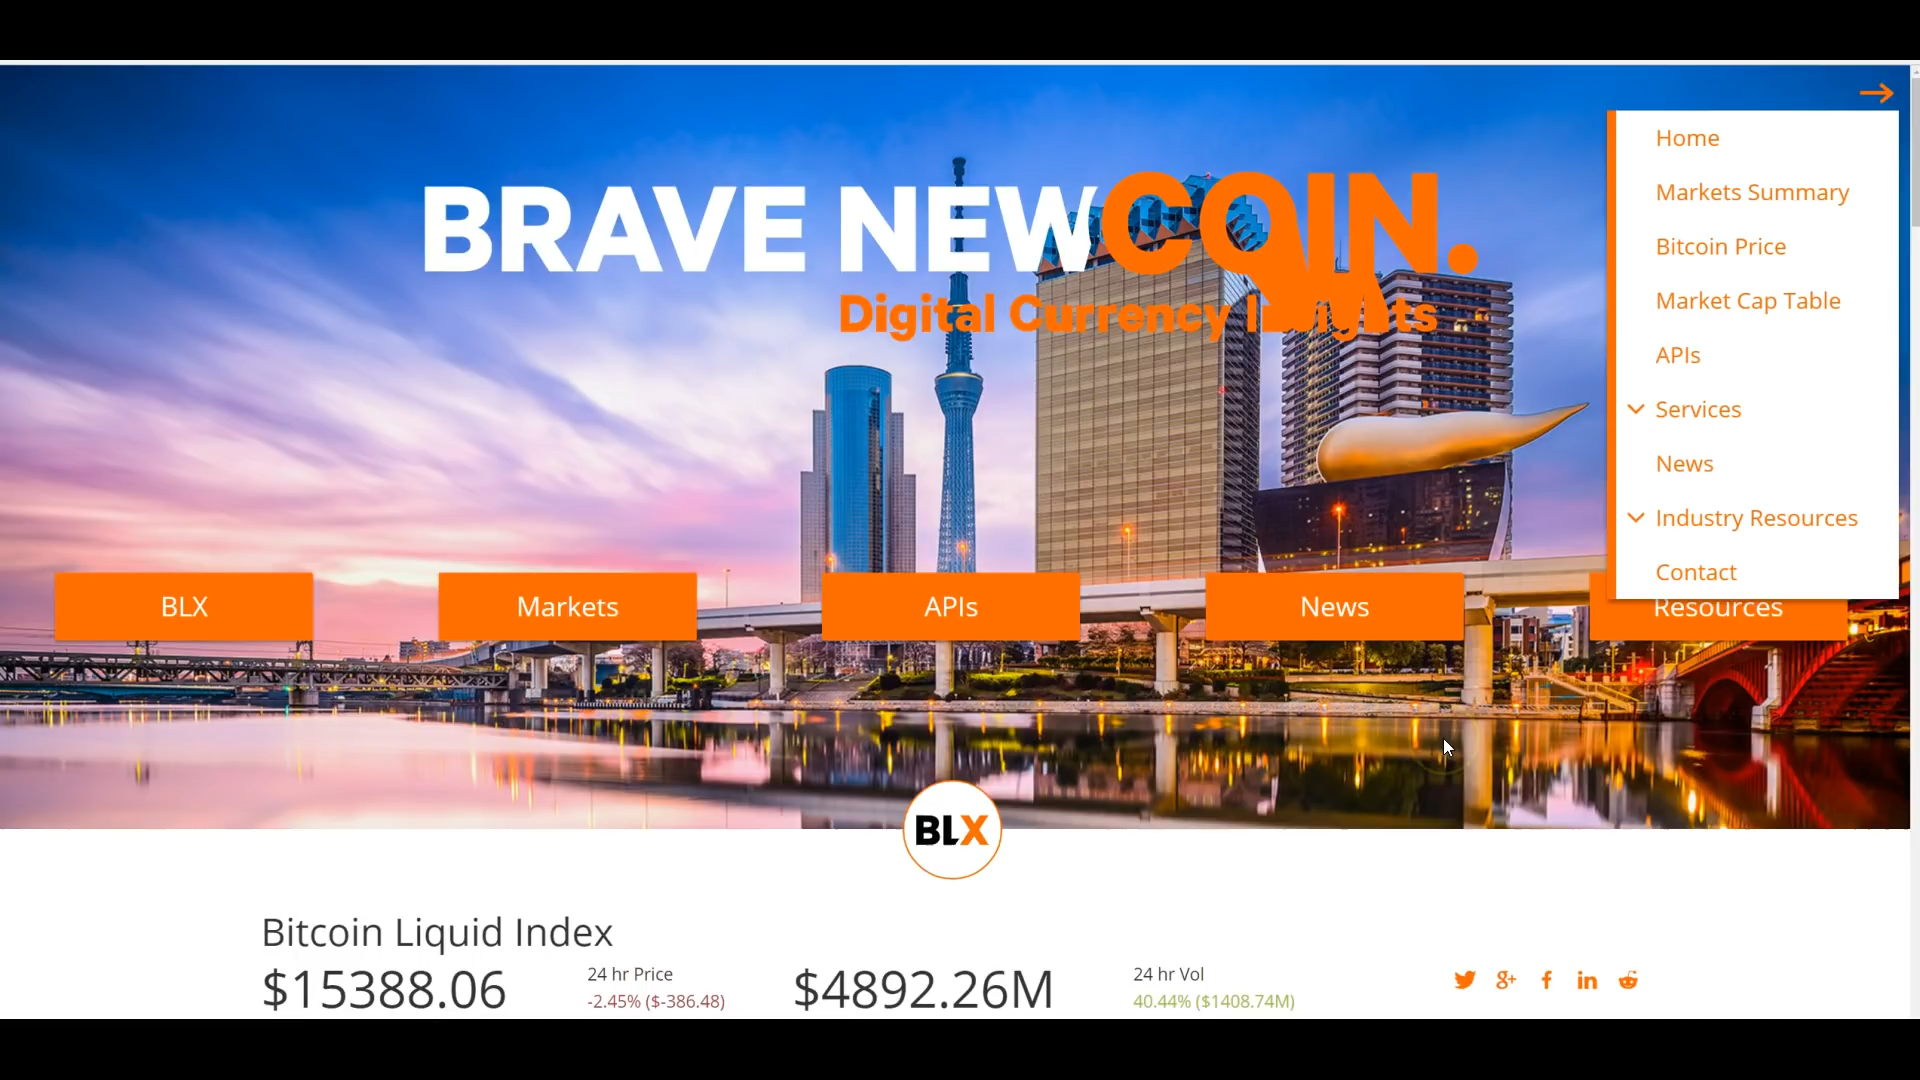 Home
BRAVE NEWCOIN.
Markets Summary
Bitcoin Price
Digital Currency Insights
Market Cap Table
APIs
Services
News
Industry Resources
Contact
BLX
Markets
APIs
News
Resources
BLX
Bitcoin Liquid Index
$15388.06
24 hr Price
-2.45% ($-386.48)
$4892.26M
24 hr Vol
40.44% ($1408.74M)